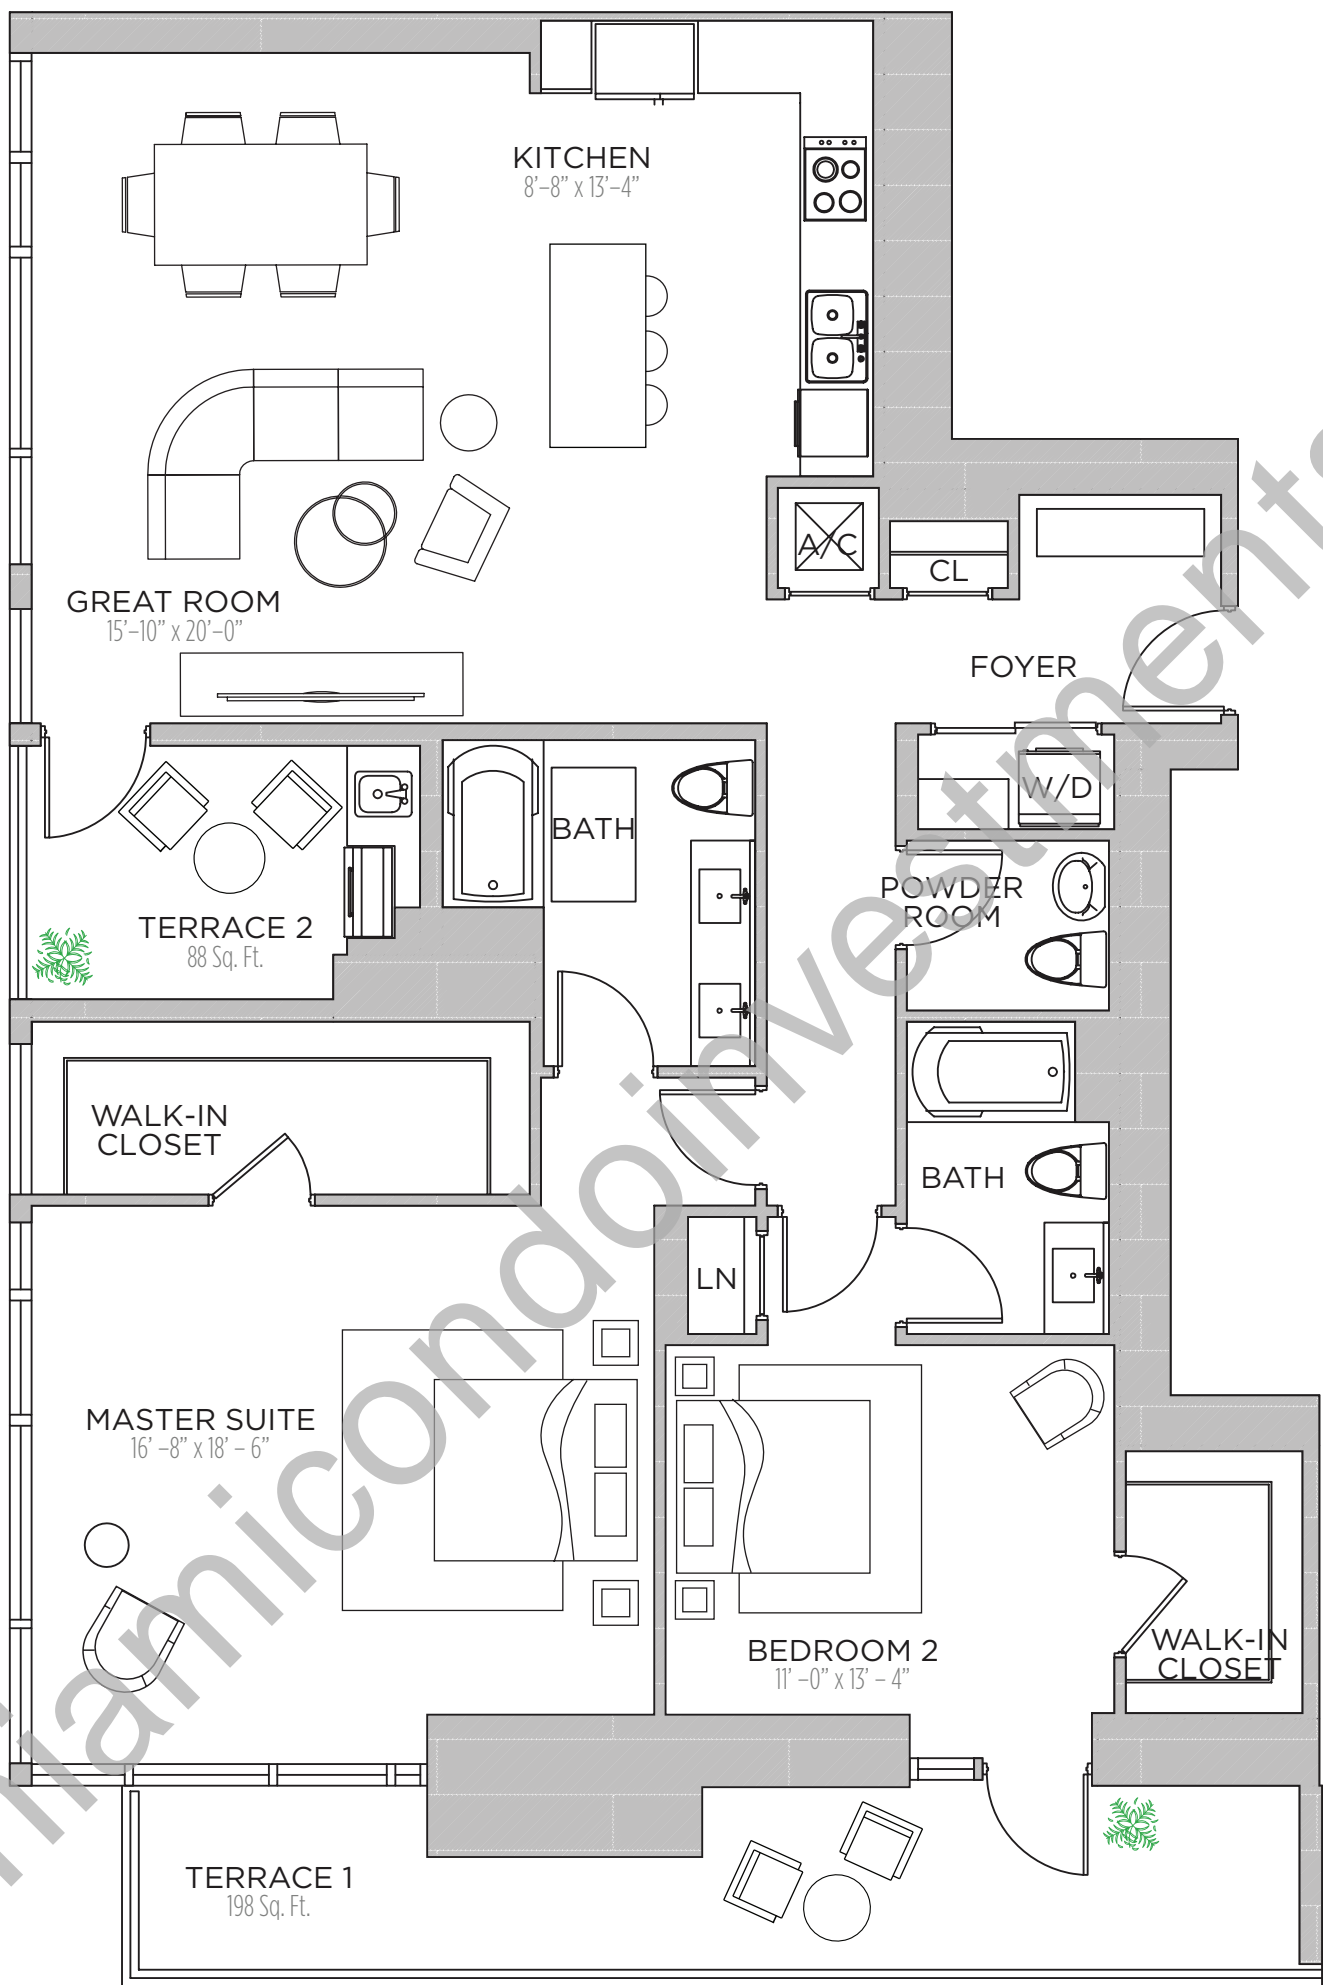 KITCHEN
8'–8" x 13'–4"
A/C
CL
GREAT ROOM
15'–10" x 20'–0"
FOYER
W/D
BATH
POWDER
ROOM
TERRACE 2
88 Sq. Ft.
WALK-IN
CLOSET
BATH
LN
MASTER SUITE
16' –8" x 18' – 6"
BEDROOM 2
11' –0" x 13' – 4"
WALK-IN
CLOSET
TERRACE 1
198 Sq. Ft.
miamicondoinvestments